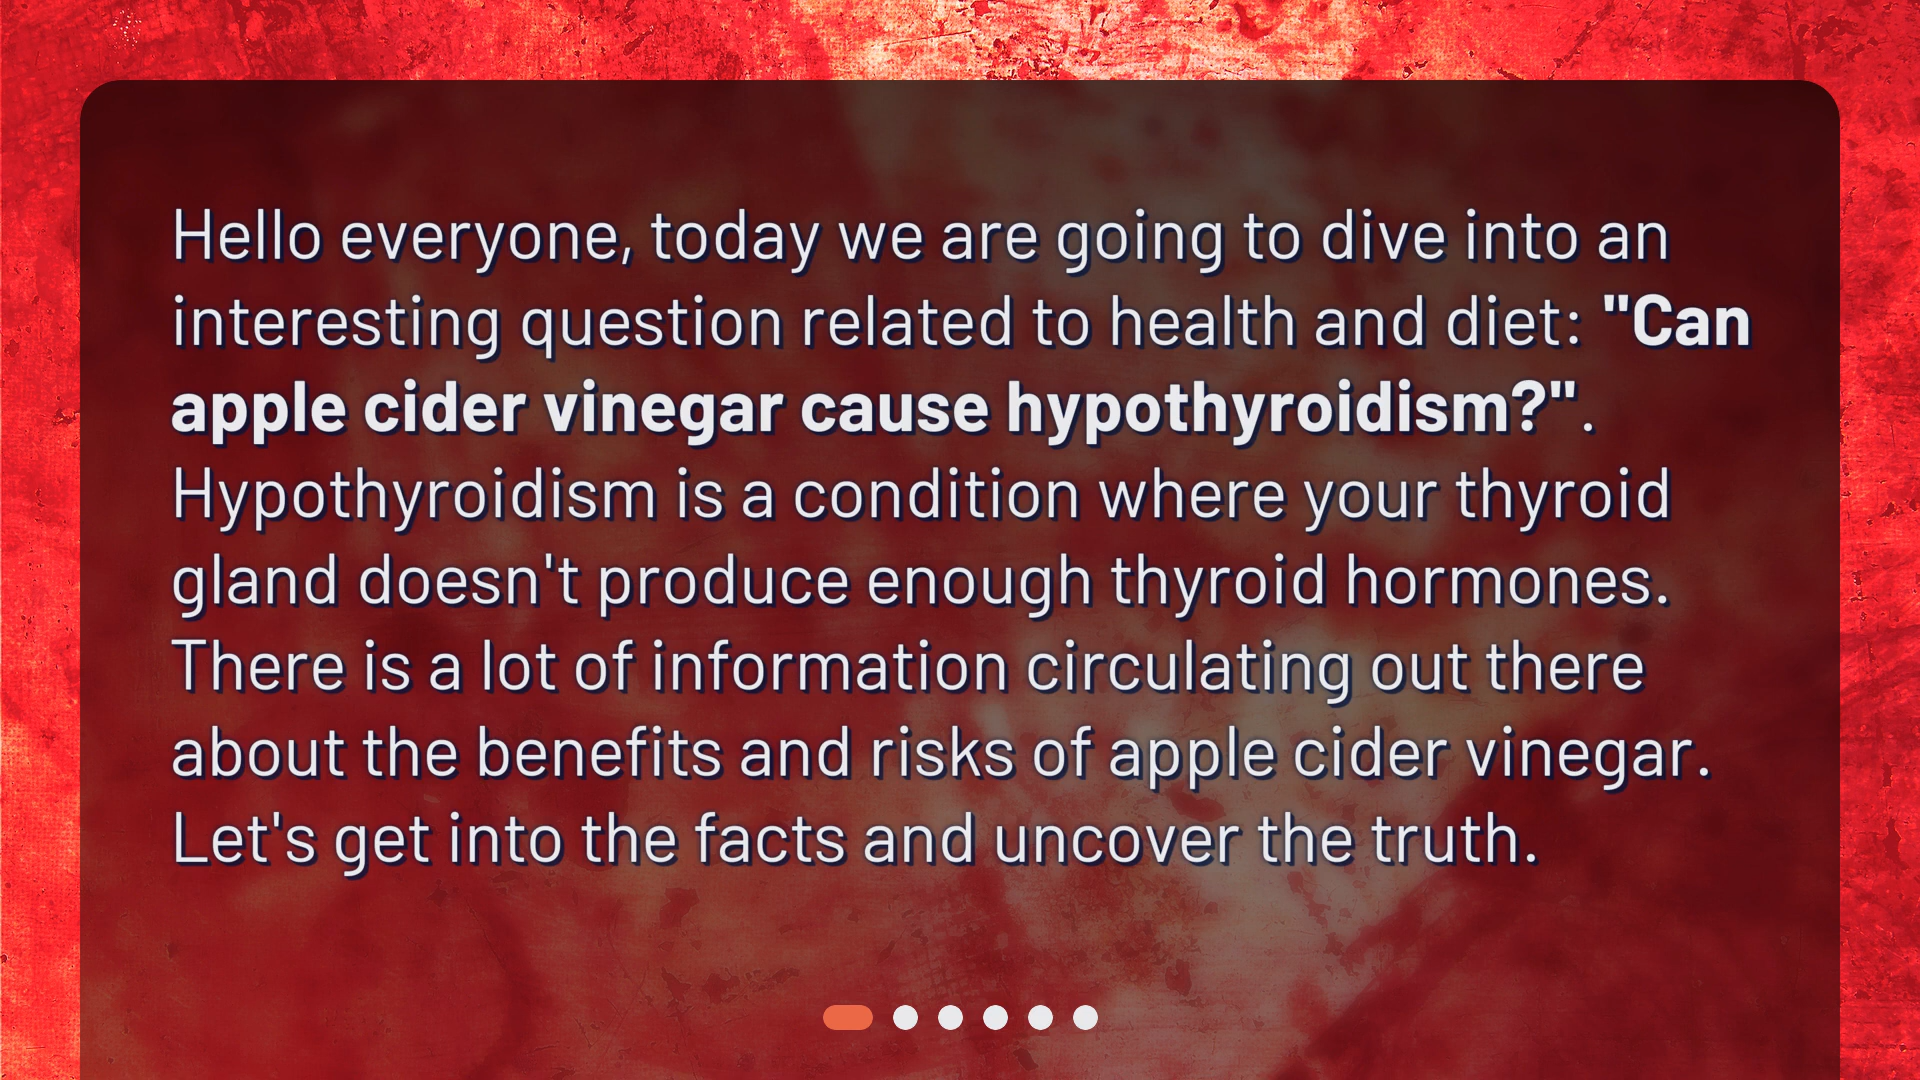 Hello everyone, today we are going to dive into an
interesting question related to health and diet: "Can
apple cider vinegar cause hypothyroidism?".
Hypothyroidism is a condition where your thyroid
gland doesn't produce enough thyroid hormones.
There is a lot of information circulating out there
about the benefits and risks of apple cider vinegar.
Let's get into the facts and uncover the truth.